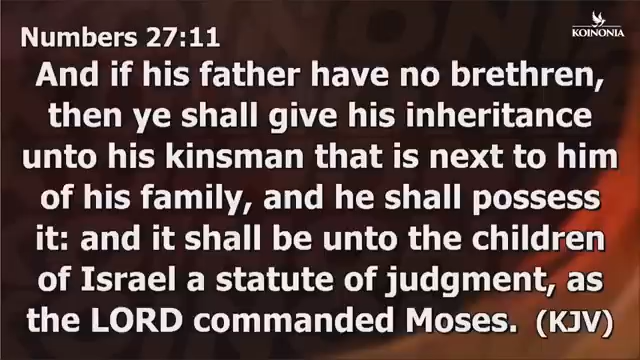 KOINONIA
Numbers 27:11
And if his father have no brethren,
then ye shall give his inheritance
unto his kinsman that is next to him
of his family, and he shall possess
it: and it shall be unto the children
of Israel a statute of judgment, as
the LORD commanded Moses. (KJV)